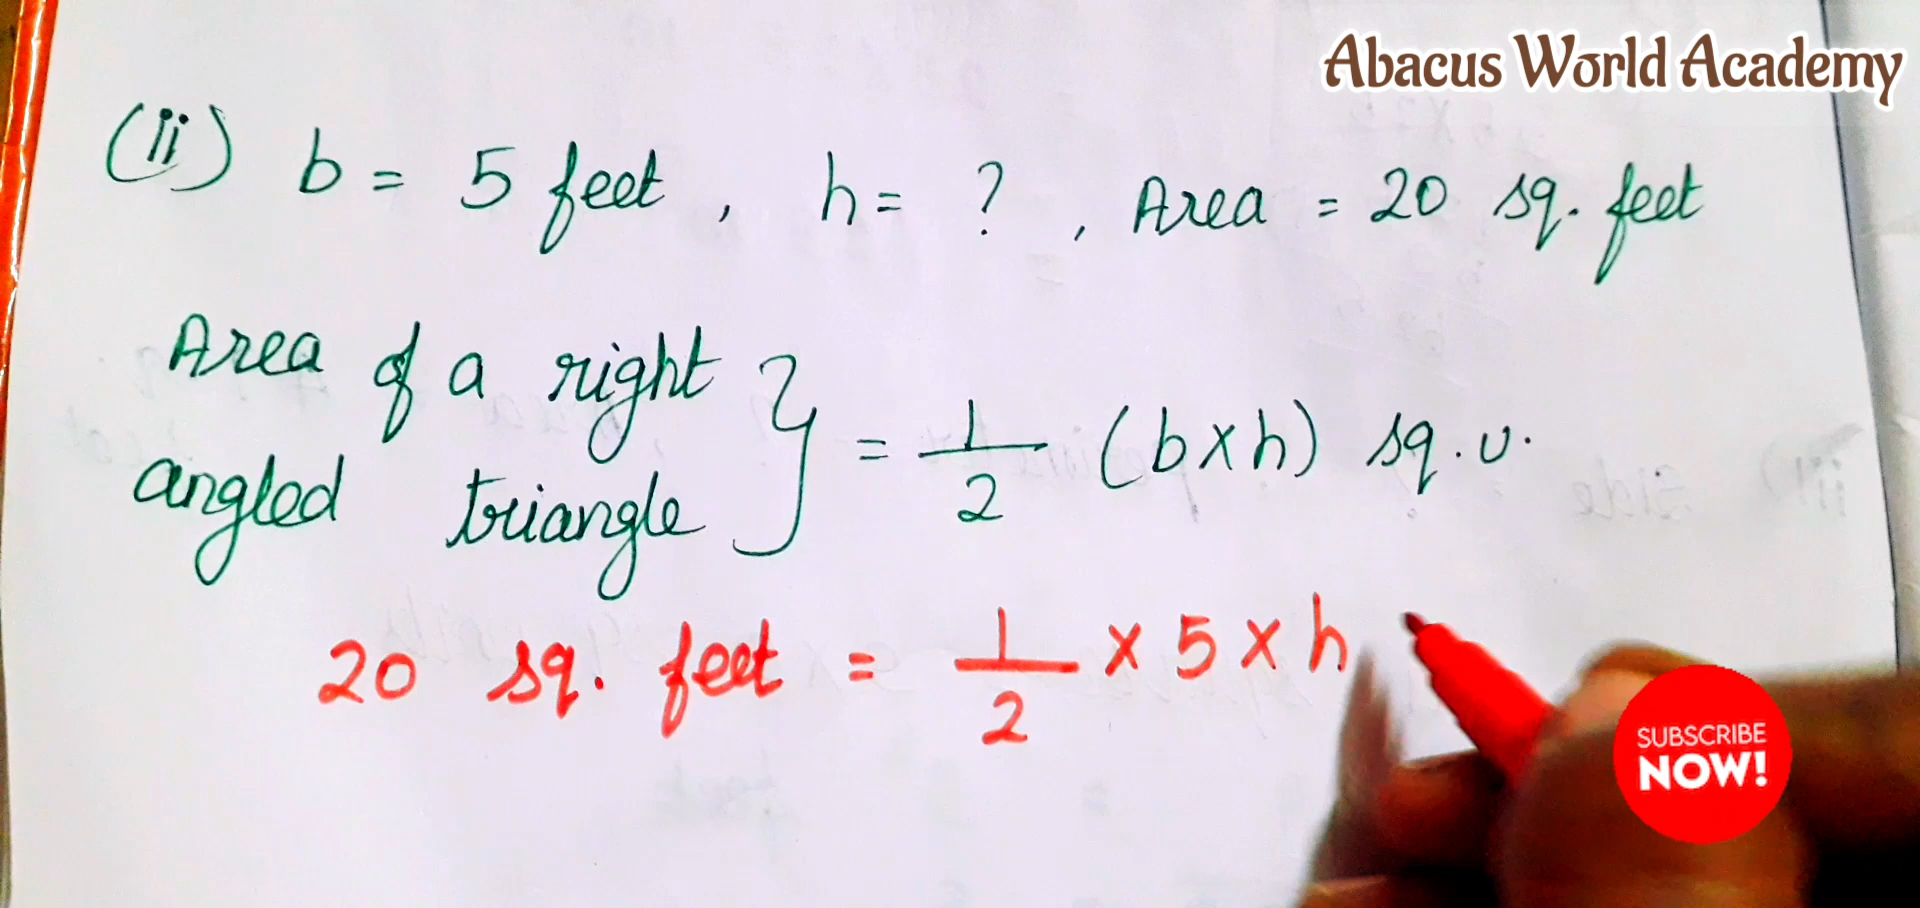 Abacus World Academy
(ii) b = 5 feet, h = ?, Area = 20 sq. feet
Area of a right
angled triangle } = 1/2 (b×h) sq. u.
20 sq. feet = 1/2 × 5 × h
SUBSCRIBE
NOW!